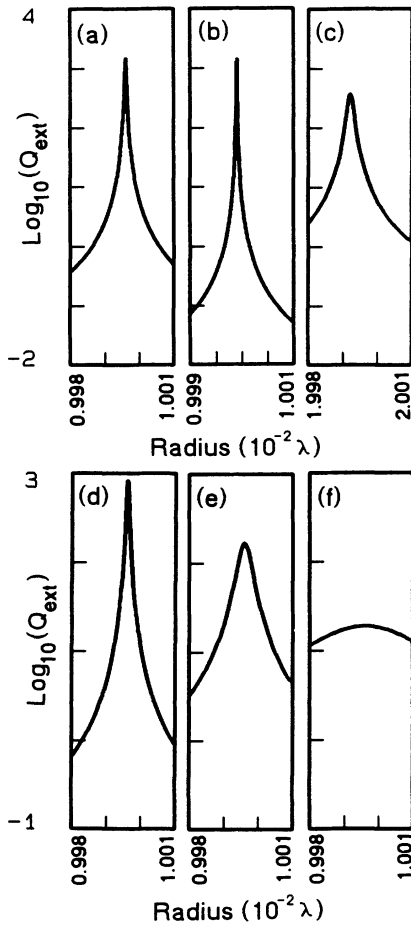 4
(a) (b) (c)
Log10(Qext)
-2
0.998 1.001 0.999 1.001 1.998 2.001
Radius (10^-2 λ)
3
(d) (e) (f)
Log10(Qext)
-1
0.998 1.001 0.998 1.001 0.998 1.001
Radius (10^-2 λ)